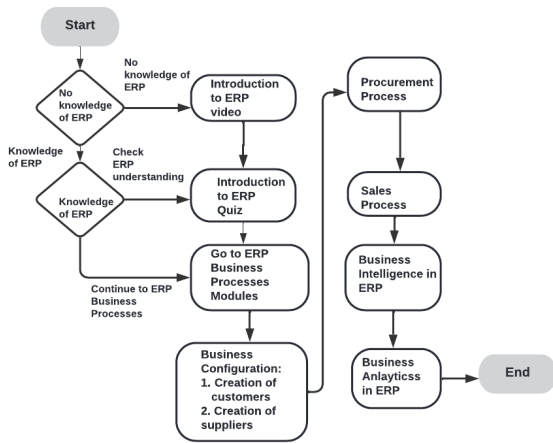 Start
No
knowledge of
ERP
No
knowledge
of ERP
Introduction
to ERP
video
Knowledge
of ERP
Check
ERP
understanding
Knowledge
of ERP
Introduction
to ERP
Quiz
Continue to ERP
Business
Processes
Go to ERP
Business
Processes
Modules
Business
Configuration:
1. Creation of
customers
2. Creation of
suppliers
Procurement
Process
Sales
Process
Business
Intelligence in
ERP
Business
Anlayticss
in ERP
End